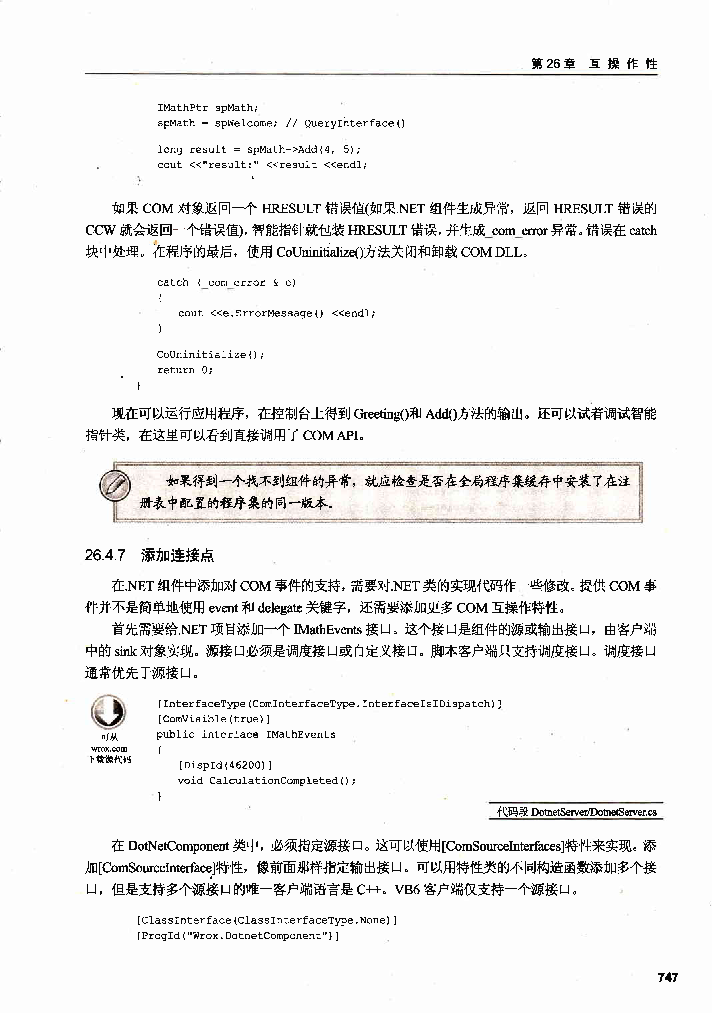 第 26 章 互 操 作 性
IMathPtr spMath;
spMath = spWelcome; // QueryInterface()
long result = spMath->Add(4, 5);
cout <<"result:" <<result <<endl;
}
如果 COM 对象返回一个 HRESULT 错误值(如果.NET 组件生成异常，返回 HRESULT 错误的
CCW 就会返回一个错误值)，智能指针就包装 HRESULT 错误，并生成_com_error 异常。错误在 catch
块中处理。在程序的最后，使用 CoUninitialize()方法关闭和卸载 COM DLL。
catch (_com_error & e)
{
cout <<e.ErrorMessage() <<endl;
}
CoUninitialize();
return 0;
}
现在可以运行应用程序，在控制台上得到 Greeting()和 Add()方法的输出。还可以试着调试智能
指针类，在这里可以看到直接调用了 COM API。
如果得到一个找不到组件的异常，就应检查是否在全局程序集缓存中安装了在注
册表中配置的程序集的同一版本。
26.4.7 添加连接点
在.NET 组件中添加对 COM 事件的支持，需要对.NET 类的实现代码作一些修改。提供 COM 事
件并不是简单地使用 event 和 delegate 关键字，还需要添加更多 COM 互操作特性。
首先需要给.NET 项目添加一个 IMathEvents 接口。这个接口是组件的源或输出接口，由客户端
中的 sink 对象实现。源接口必须是调度接口或自定义接口。脚本客户端只支持调度接口。调度接口
通常优先于源接口。
可从
wrox.com
下载源代码
[InterfaceType(ComInterfaceType.InterfaceIsIDispatch)]
[ComVisible(true)]
public interface IMathEvents
{
[DispId(46200)]
void CalculationCompleted();
}
代码段 DotnetServer/DotnetServer.cs
在 DotNetComponent 类中，必须指定源接口。这可以使用[ComSourceInterfaces]特性来实现。添
加[ComSourceInterface]特性，像前面那样指定输出接口。可以用特性类的不同构造函数添加多个接
口，但是支持多个源接口的唯一客户端语言是 C++。VB6 客户端仅支持一个源接口。
[ClassInterface(ClassInterfaceType.None)]
[ProgId("Wrox.DotnetComponent")]
747